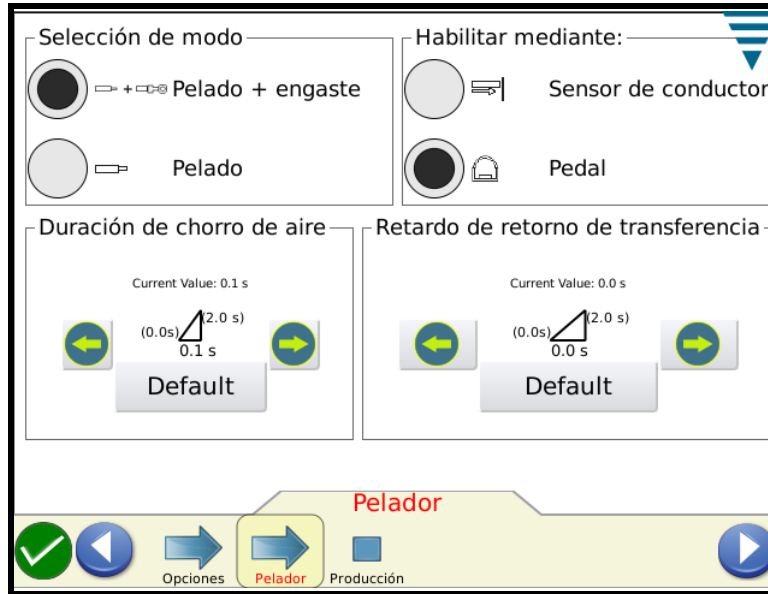 Selección de modo
Pelado + engaste
Pelado
Habilitar mediante:
Sensor de conductor
Pedal
Duración de chorro de aire
Current Value: 0.1 s
(0.0s)
(2.0 s)
0.1 s
Default
Retardo de retorno de transferencia
Current Value: 0.0 s
(0.0s)
(2.0 s)
0.0 s
Default
Pelador
Opciones
Pelador
Producción